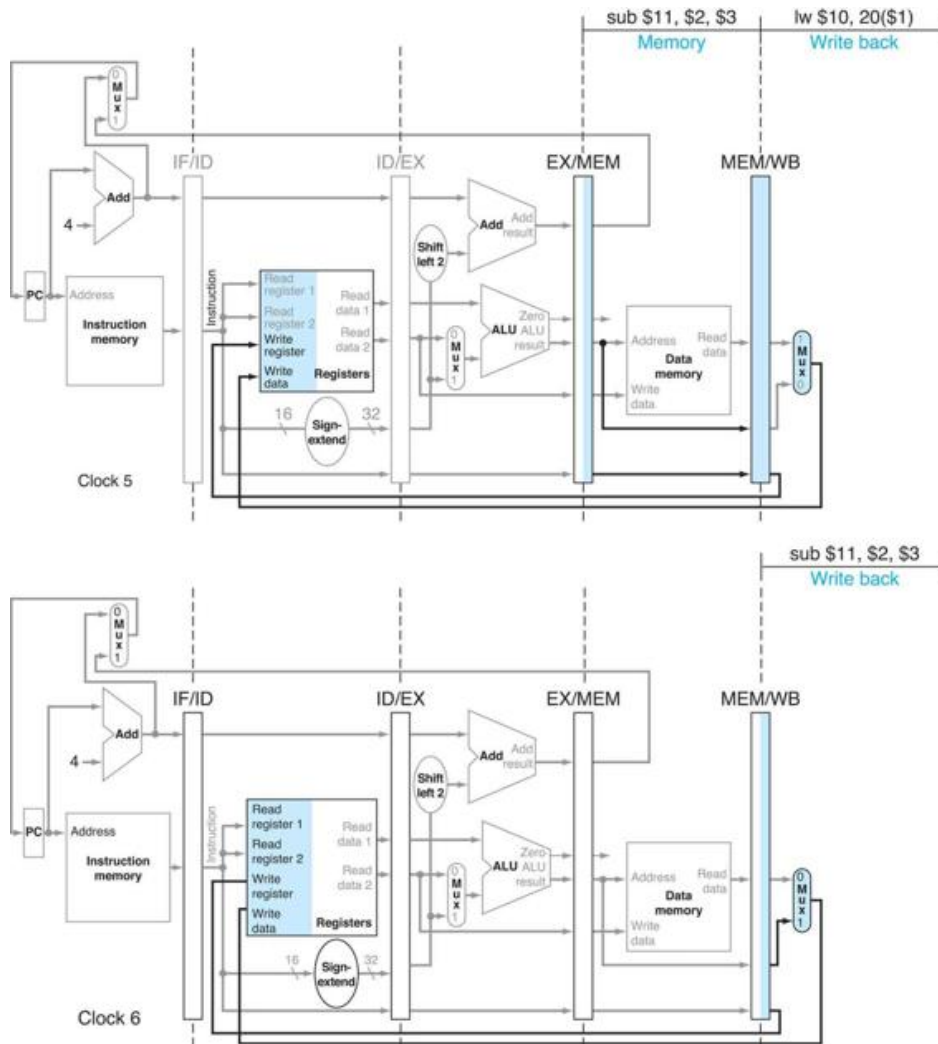 sub $11, $2, $3
Memory
lw $10, 20($1)
Write back
0
Mux
1
IF/ID
ID/EX
EX/MEM
MEM/WB
Add
4
Shift left 2
Add
Add result
PC
Address
Instruction memory
Instruction
Read register 1
Read register 2
Write register
Write data
Read data 1
Read data 2
Registers
0
Mux
1
Zero
ALU
ALU result
Address
Write data
Read data
Data memory
1
Mux
0
16
Sign-extend
32
Clock 5
sub $11, $2, $3
Write back
0
Mux
1
IF/ID
ID/EX
EX/MEM
MEM/WB
Add
4
Shift left 2
Add
Add result
PC
Address
Instruction memory
Instruction
Read register 1
Read register 2
Write register
Write data
Read data 1
Read data 2
Registers
0
Mux
1
Zero
ALU
ALU result
Address
Write data
Read data
Data memory
0
Mux
1
16
Sign-extend
32
Clock 6